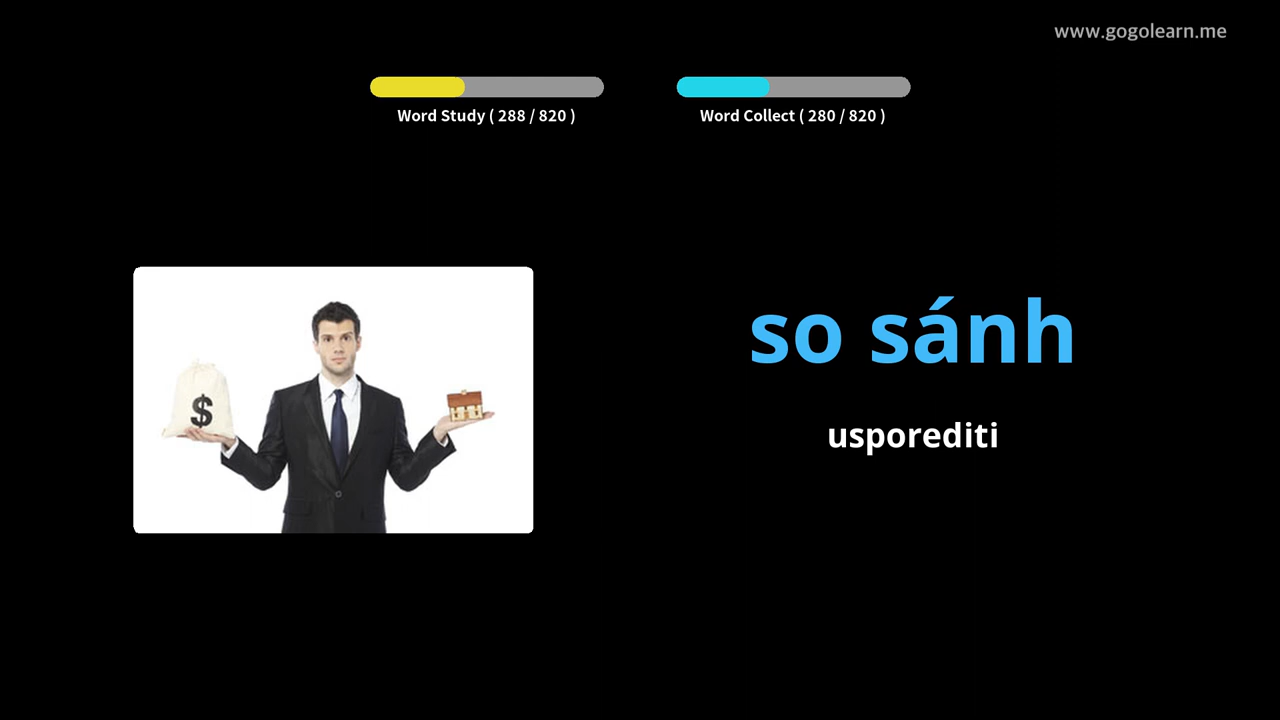 www.gogolearn.me
Word Study ( 288 / 820 )
Word Collect ( 280 / 820 )
$
so sánh
usporediti